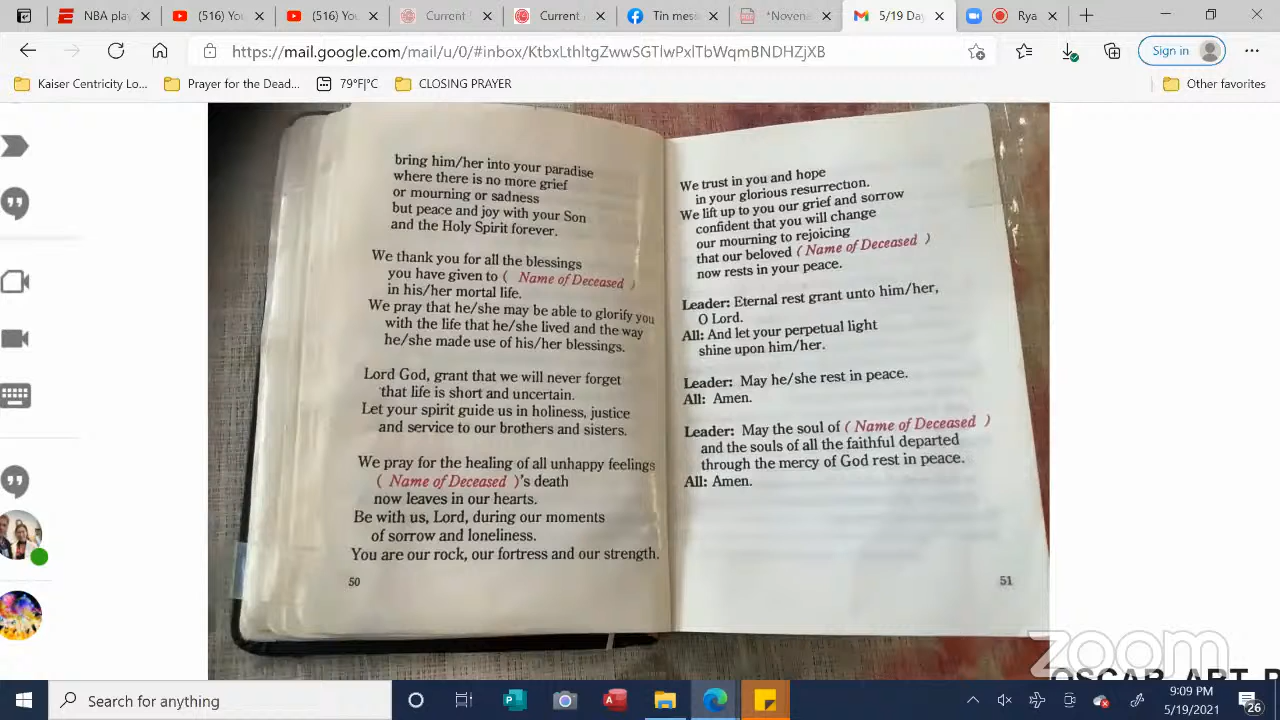 NAV Pla
(516) Yo
(516) You
Current
Current
Tin mes
*Novena
5/19 Day
Rya
https://mail.google.com/mail/u/0/#inbox/KtbxLthltgZwwSGTlwPxlTbWqmBNDHZjXB
Sign in
Kaiser Centricity Lo...
Prayer for the Dead...
79°F|°C
CLOSING PRAYER
Other favorites
bring him/her into your paradise
where there is no more grief
or mourning or sadness
but peace and joy with your Son
and the Holy Spirit forever.
We thank you for all the blessings
you have given to ( Name of Deceased )
in his/her mortal life.
We pray that he/she may be able to glorify you
with the life that he/she lived and the way
he/she made use of his/her blessings.
Lord God, grant that we will never forget
that life is short and uncertain.
Let your spirit guide us in holiness, justice
and service to our brothers and sisters.
We pray for the healing of all unhappy feelings
( Name of Deceased )'s death
now leaves in our hearts.
Be with us, Lord, during our moments
of sorrow and loneliness.
You are our rock, our fortress and our strength.
50
We trust in you and hope
in your glorious resurrection.
We lift up to you our grief and sorrow
confident that you will change
our mourning to rejoicing
that our beloved ( Name of Deceased )
now rests in your peace.
Leader: Eternal rest grant unto him/her,
O Lord.
All: And let your perpetual light
shine upon him/her.
Leader: May he/she rest in peace.
All: Amen.
Leader: May the soul of ( Name of Deceased )
and the souls of all the faithful departed
through the mercy of God rest in peace.
All: Amen.
51
zoom
OSCAR ART D
Search for anything
9:09 PM
5/19/2021
26